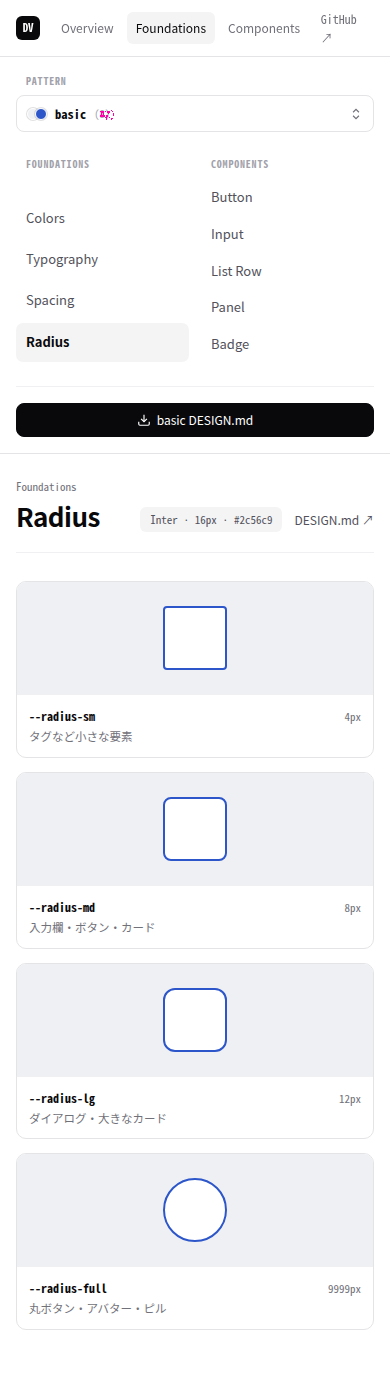 DV
Overview
Foundations
Components
GitHub ↗
PATTERN
basic
FOUNDATIONS
Colors
Typography
Spacing
Radius
COMPONENTS
Button
Input
List Row
Panel
Badge
basic DESIGN.md
Foundations
Radius
Inter · 16px · #2c56c9
DESIGN.md ↗
--radius-sm 4px
タグなど小さな要素
--radius-md 8px
入力欄・ボタン・カード
--radius-lg 12px
ダイアログ・大きなカード
--radius-full 9999px
丸ボタン・アバター・ピル